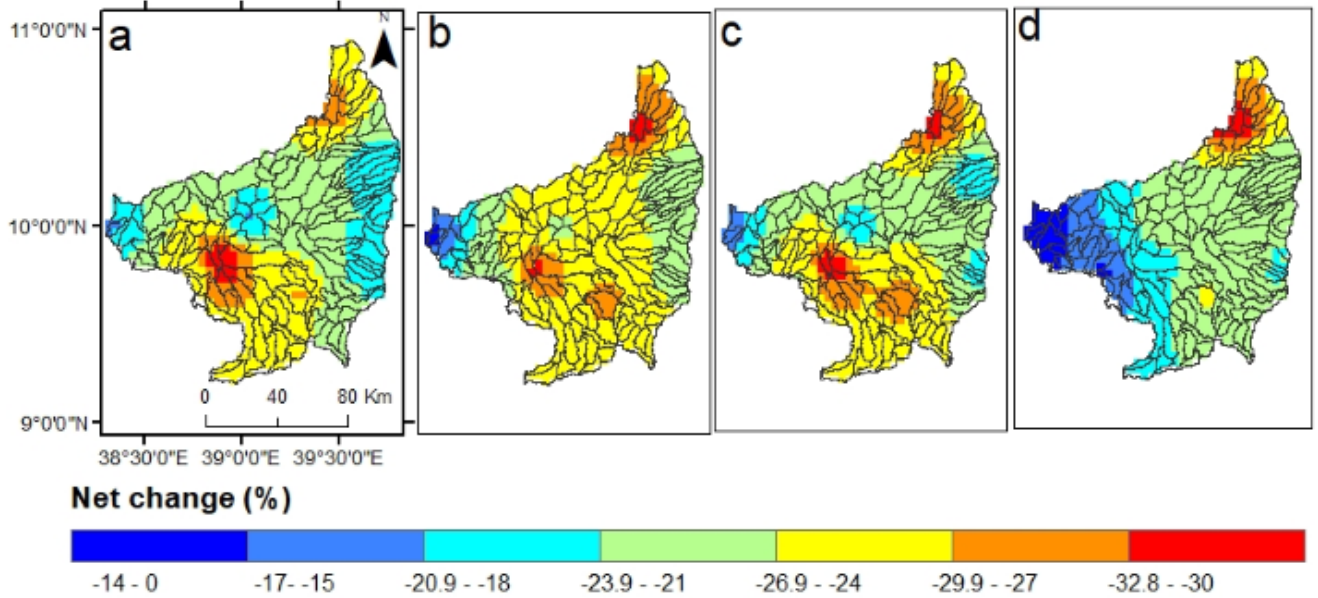 a b c d
N
11°0'0"N
10°0'0"N
9°0'0"N
0 40 80 Km
38°30'0"E 39°0'0"E 39°30'0"E
Net change (%)
-14 - 0 -17- -15 -20.9 - -18 -23.9 - -21 -26.9 - -24 -29.9 - -27 -32.8 - -30